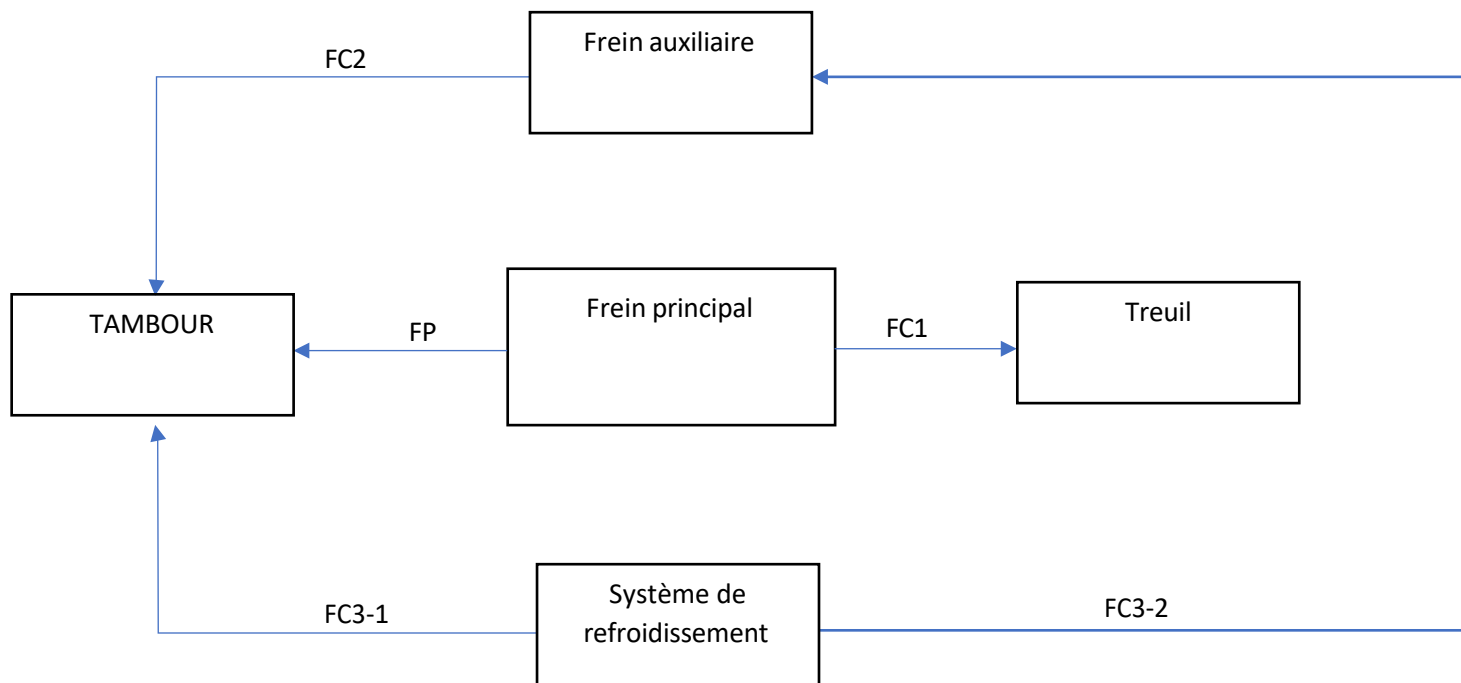 Frein auxiliaire
FC2
TAMBOUR
FP
Frein principal
FC1
Treuil
FC3-1
Système de
refroidissement
FC3-2